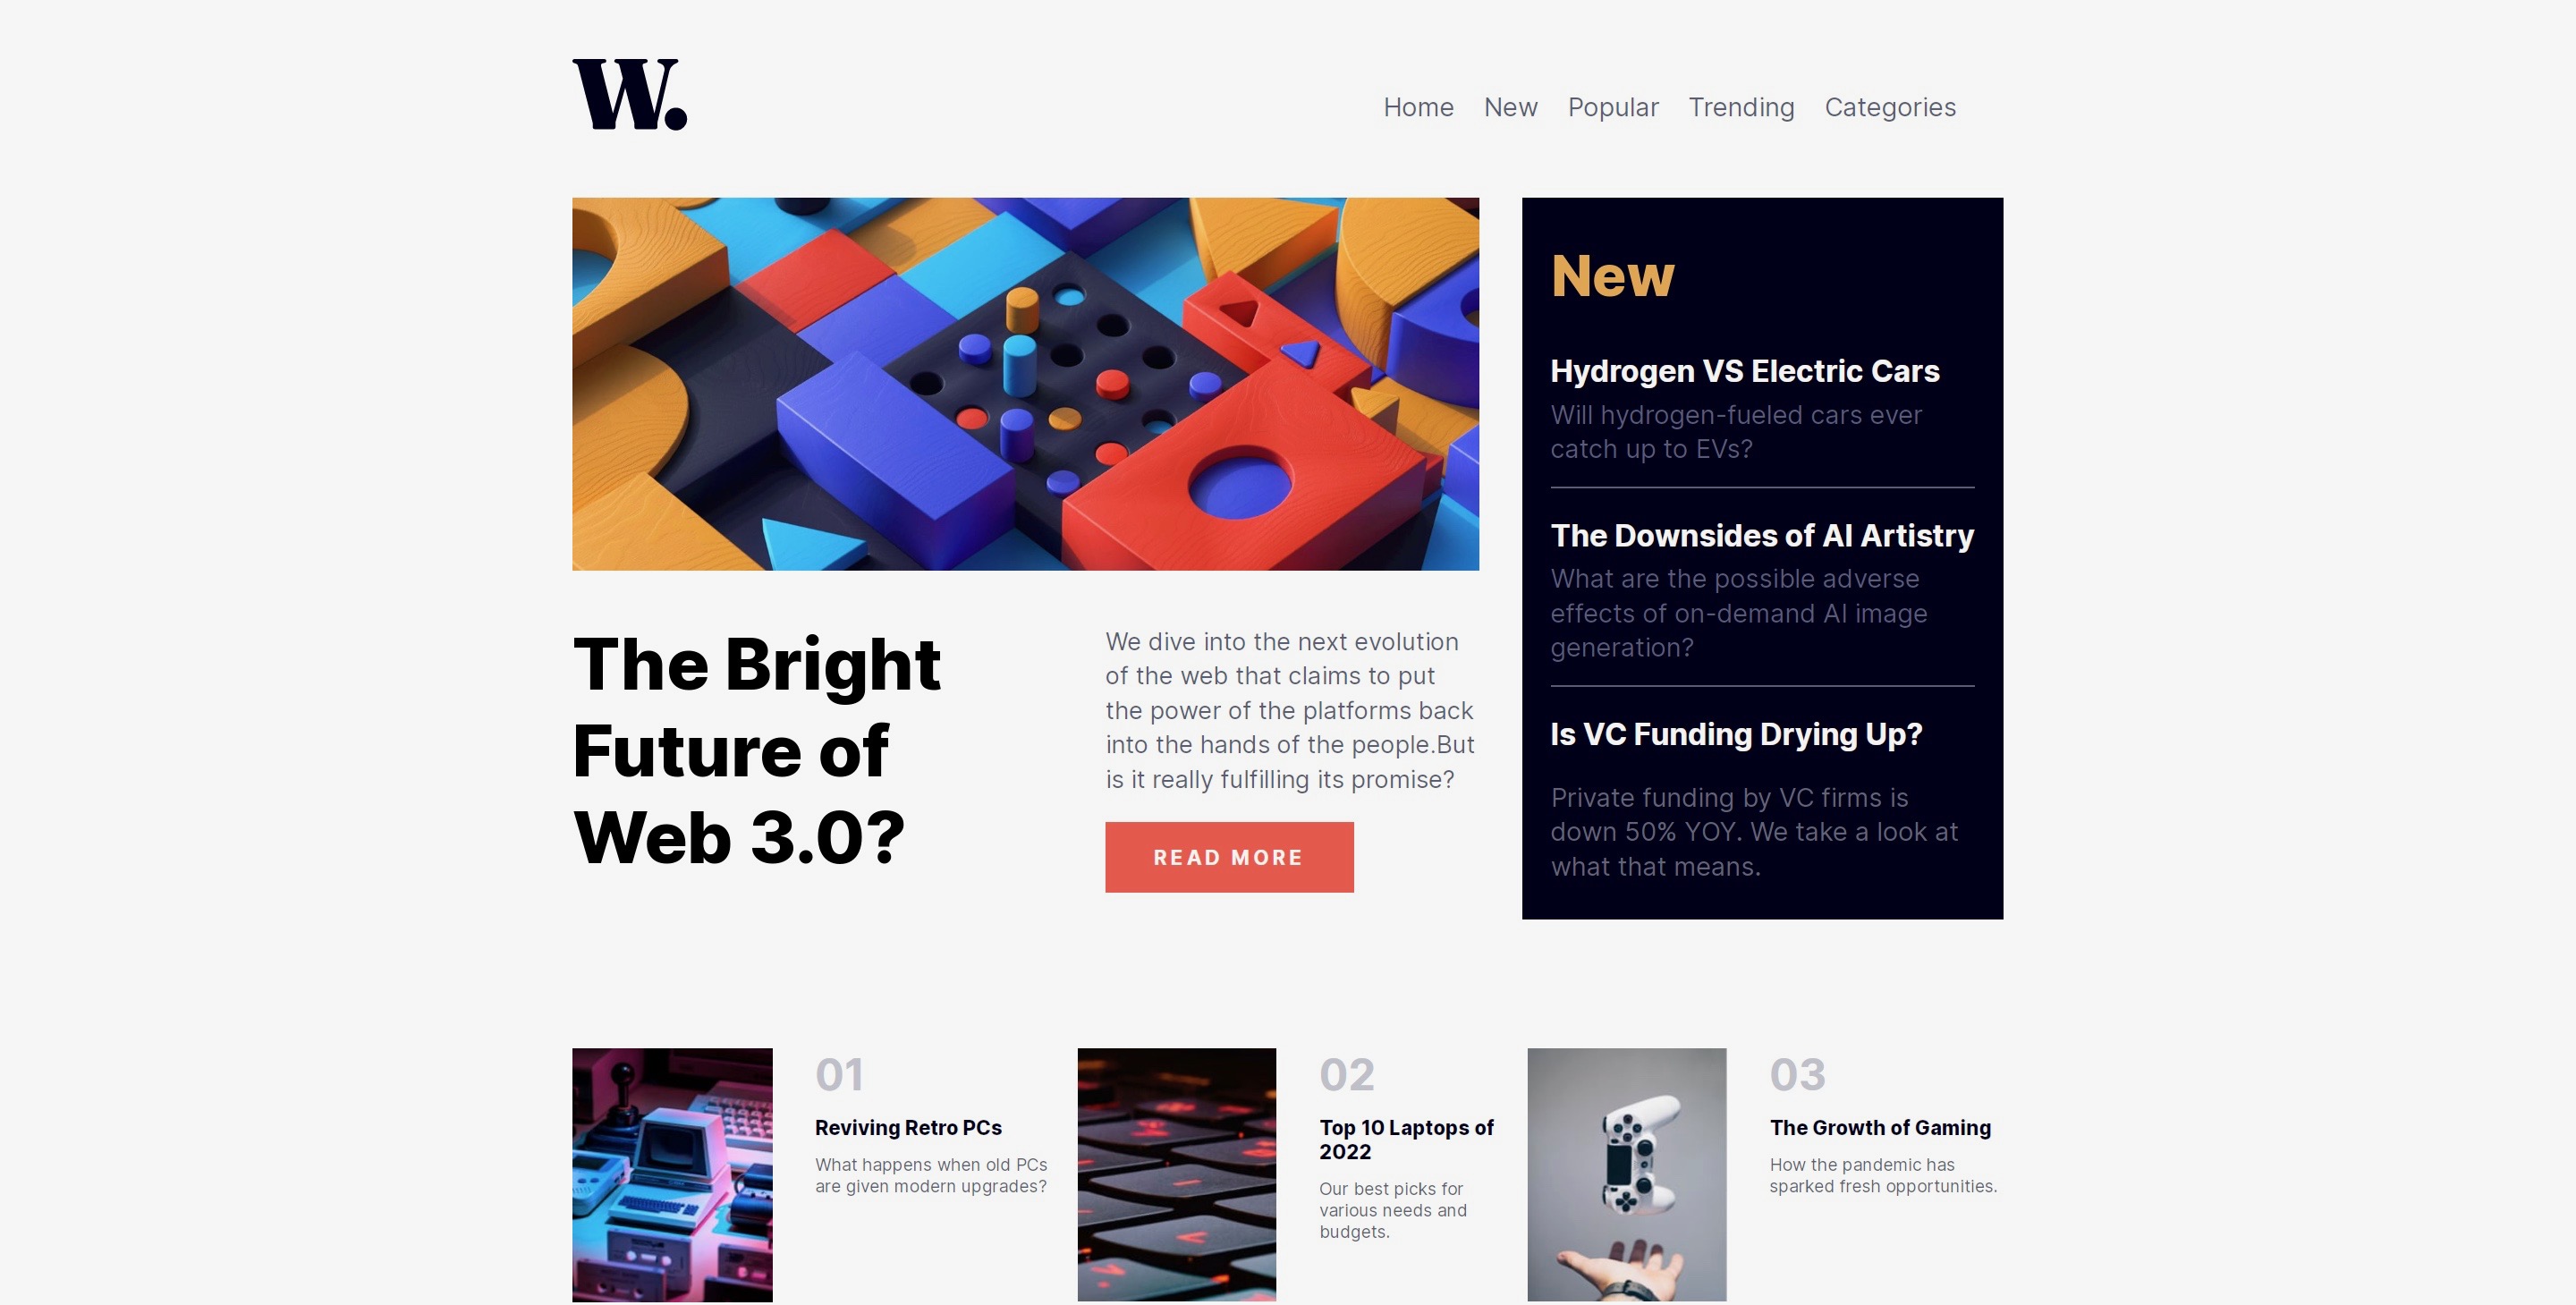 W.
Home New Popular Trending Categories
The Bright
Future of
Web 3.0?
We dive into the next evolution
of the web that claims to put
the power of the platforms back
into the hands of the people.But
is it really fulfilling its promise?
READ MORE
New
Hydrogen VS Electric Cars
Will hydrogen-fueled cars ever
catch up to EVs?
The Downsides of AI Artistry
What are the possible adverse
effects of on-demand AI image
generation?
Is VC Funding Drying Up?
Private funding by VC firms is
down 50% YOY. We take a look at
what that means.
01
Reviving Retro PCs
What happens when old PCs
are given modern upgrades?
02
Top 10 Laptops of
2022
Our best picks for
various needs and
budgets.
03
The Growth of Gaming
How the pandemic has
sparked fresh opportunities.